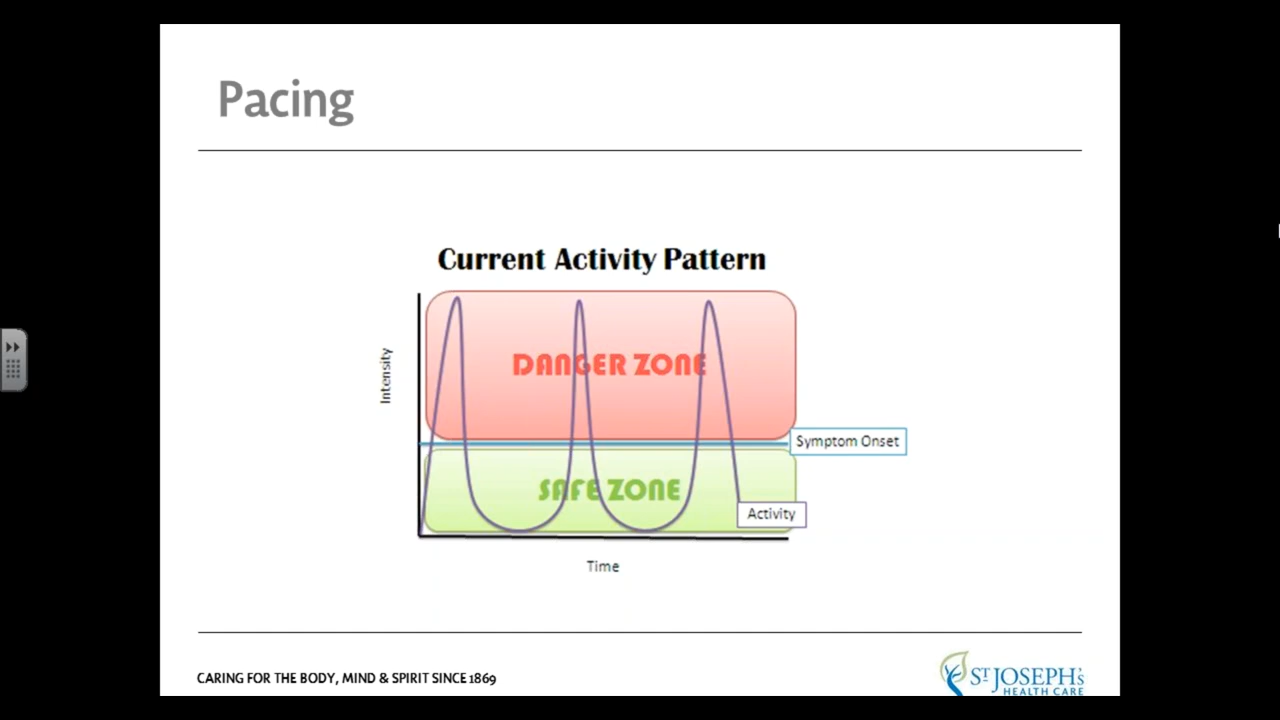 Pacing
Current Activity Pattern
Intensity
DANGER ZONE
Symptom Onset
SAFE ZONE
Activity
Time
CARING FOR THE BODY, MIND & SPIRIT SINCE 1869
ST JOSEPH'S
HEALTH CARE